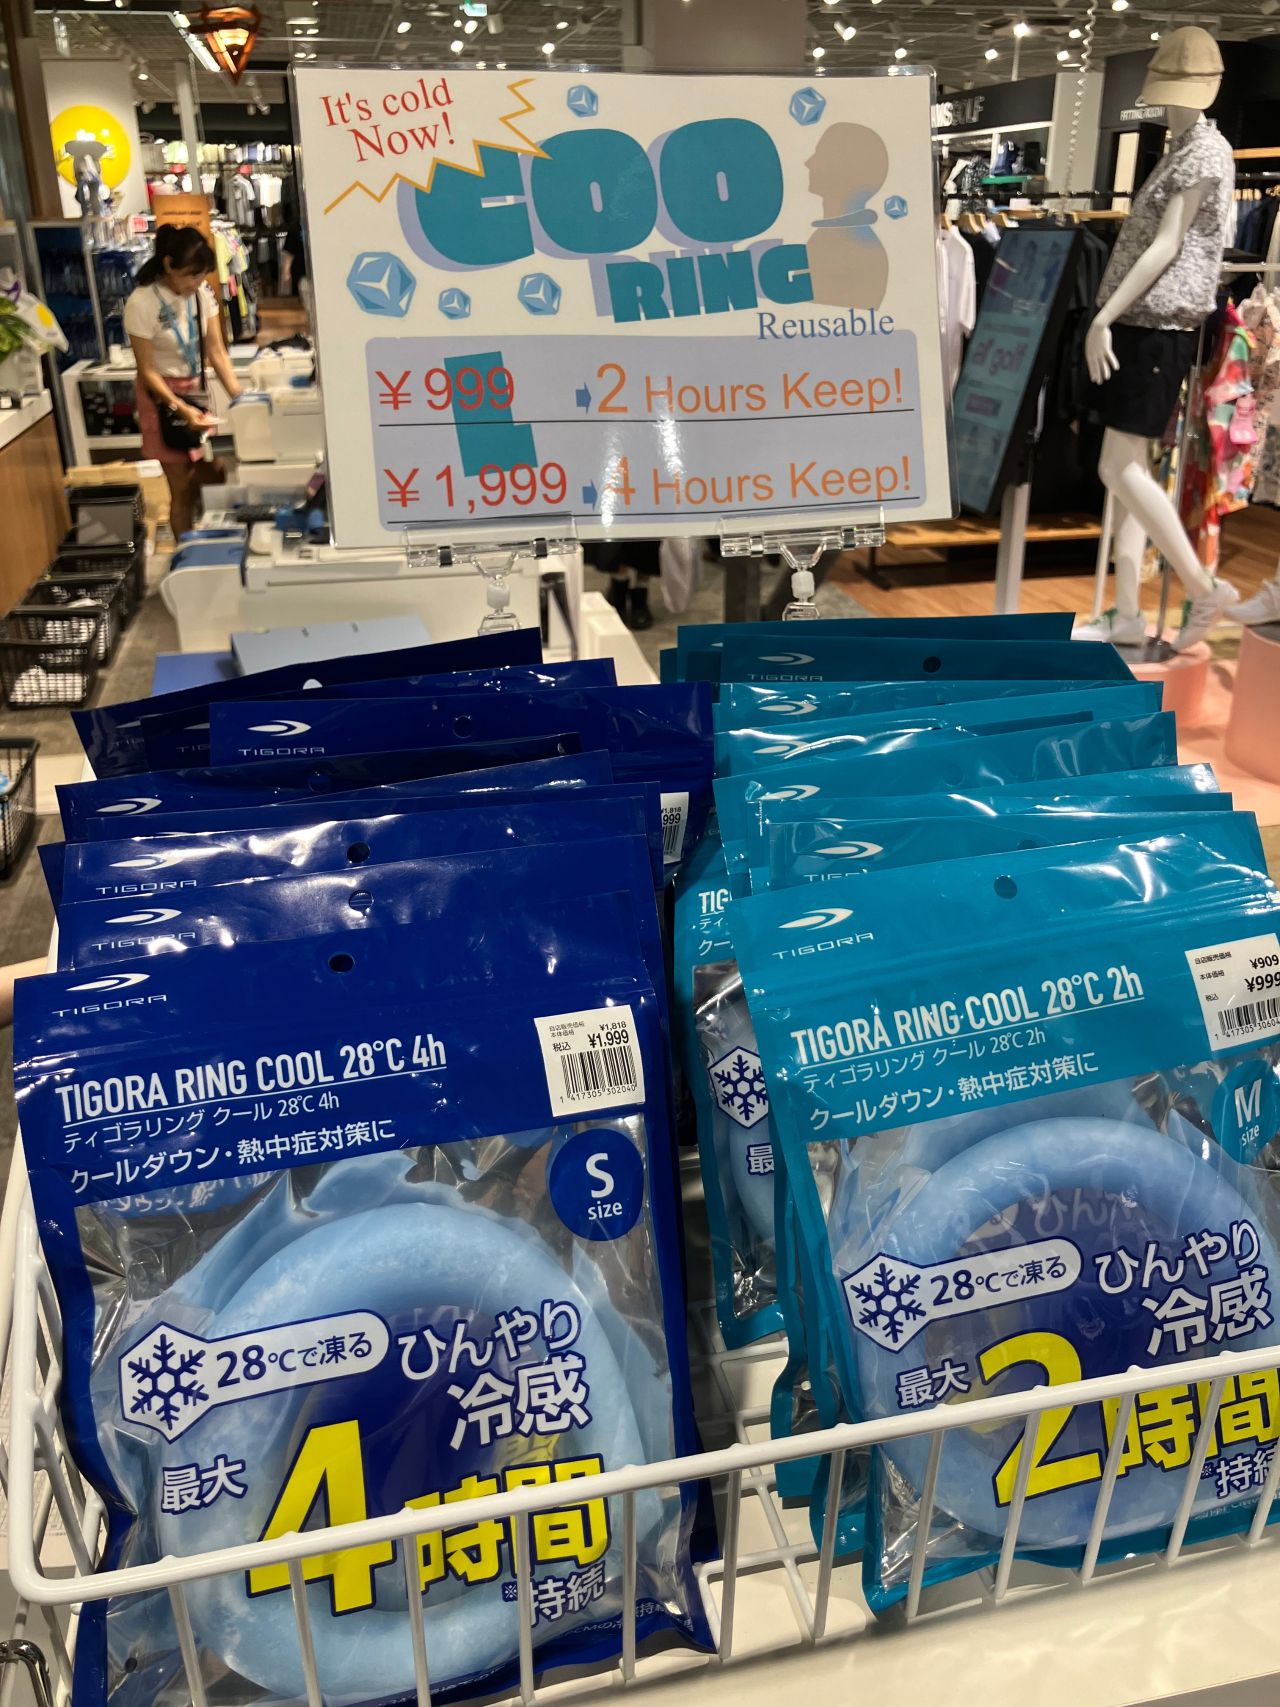 It's cold
Now!
COO
L
RING
Reusable
￥999 ➡2 Hours Keep!
￥1,999 ➡4 Hours Keep!
all golf
TIGORA
TIGORA
TIGORA
TIGORA
TIGORA
TIGORA
TIGORA RING COOL 28℃ 4h
ティゴラリング クール 28℃ 4h
クールダウン・熱中症対策に
自店販売価格
本体価格 ¥1,818
税込 ¥1,999
1 417305 302040
S
size
28℃で凍る
ひんやり
冷感
最大
4時間
※持続
TIGORA
TIGORA RING COOL 28℃ 2h
ティゴラリング クール 28℃ 2h
クールダウン・熱中症対策に
自店販売価格
本体価格 ¥909
税込 ¥999
M
size
28℃で凍る
ひんやり
冷感
最大
2時間
※持続